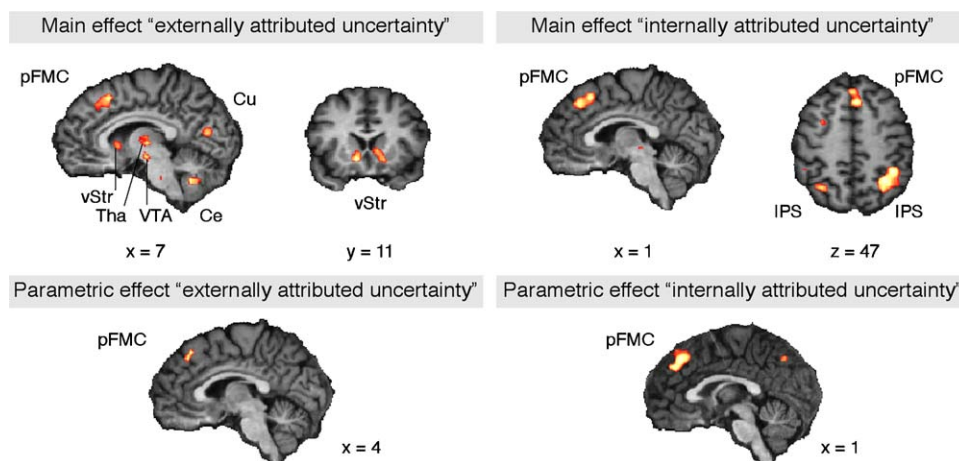 Main effect “externally attributed uncertainty”
pFMC
Cu
vStr
Tha
VTA
Ce
x = 7
vStr
y = 11
Main effect “internally attributed uncertainty”
pFMC
x = 1
pFMC
IPS
IPS
z = 47
Parametric effect “externally attributed uncertainty”
pFMC
x = 4
Parametric effect “internally attributed uncertainty”
pFMC
x = 1